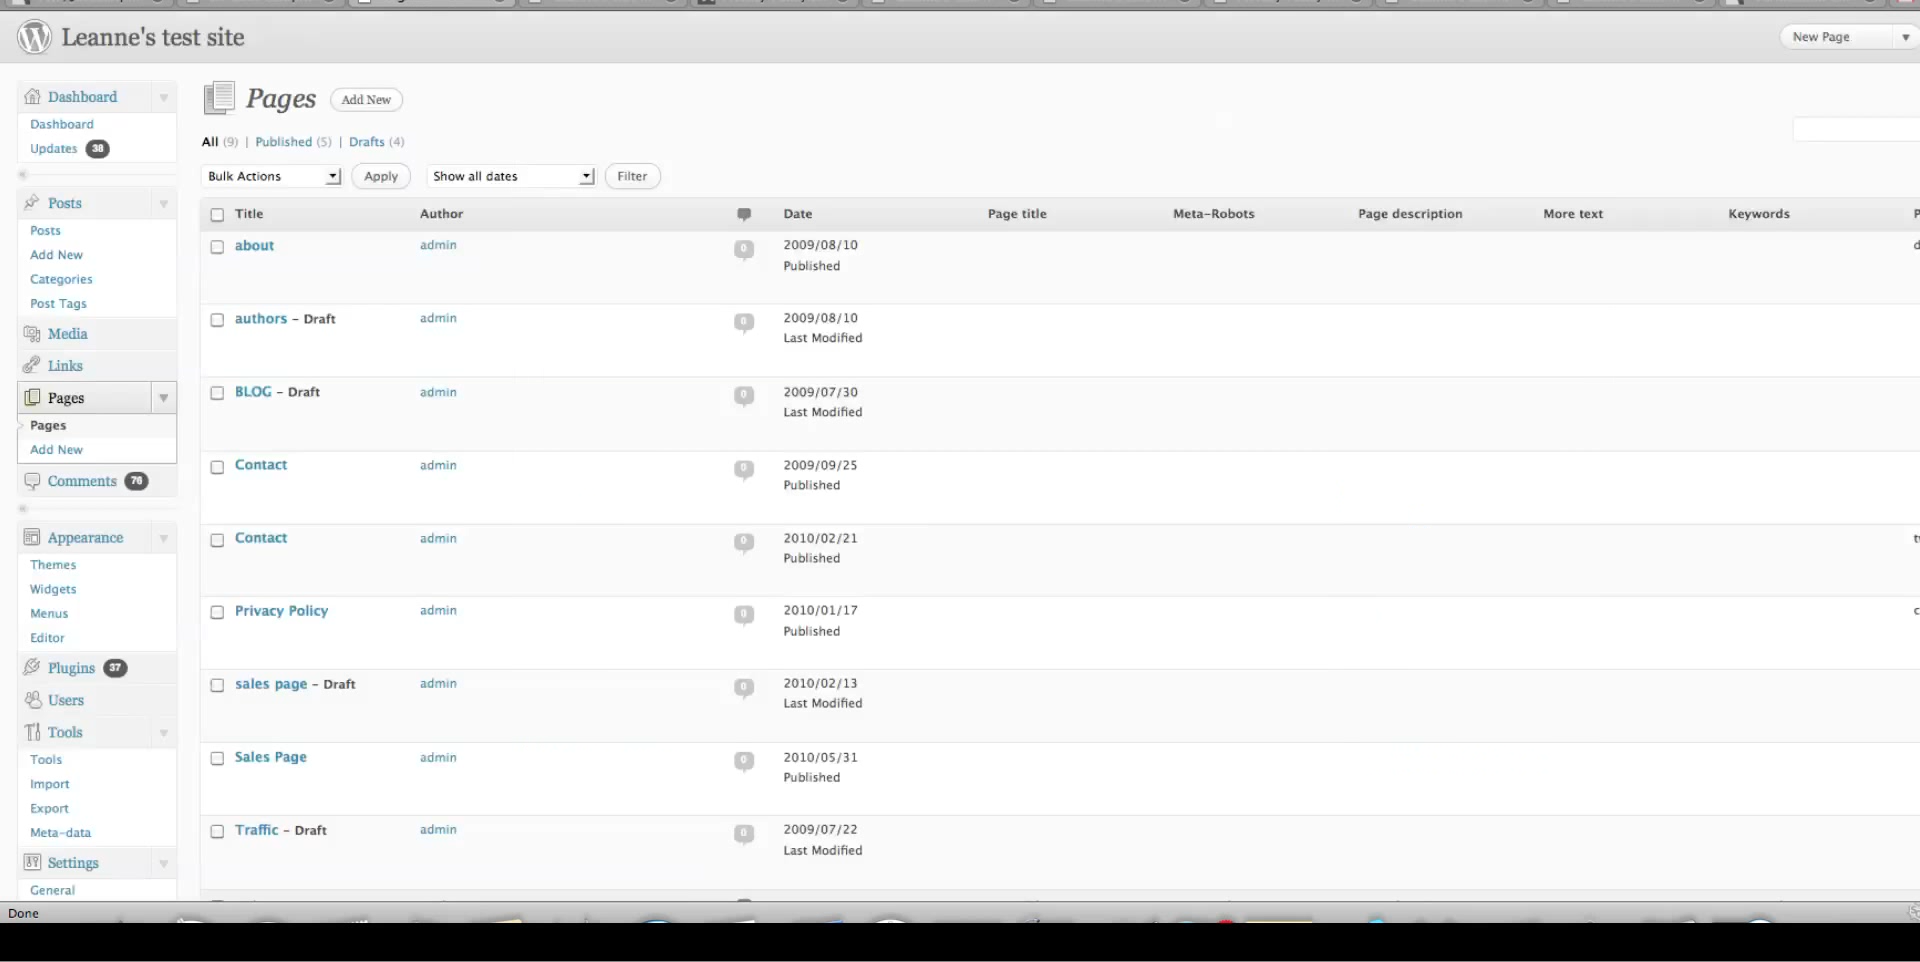 Leanne's test site
New Page
Dashboard
Dashboard
Updates 38
Posts
Posts
Add New
Categories
Post Tags
Media
Links
Pages
Pages
Add New
Comments 76
Appearance
Themes
Widgets
Menus
Editor
Plugins 37
Users
Tools
Tools
Import
Export
Meta-data
Settings
General
Pages Add New
All (9) | Published (5) | Drafts (4)
Bulk Actions Apply Show all dates Filter
Title Author Date Page title Meta-Robots Page description More text Keywords
about admin 0 2009/08/10
Published
authors – Draft admin 0 2009/08/10
Last Modified
BLOG – Draft admin 0 2009/07/30
Last Modified
Contact admin 0 2009/09/25
Published
Contact admin 0 2010/02/21
Published
Privacy Policy admin 0 2010/01/17
Published
sales page – Draft admin 0 2010/02/13
Last Modified
Sales Page admin 0 2010/05/31
Published
Traffic – Draft admin 0 2009/07/22
Last Modified
Done